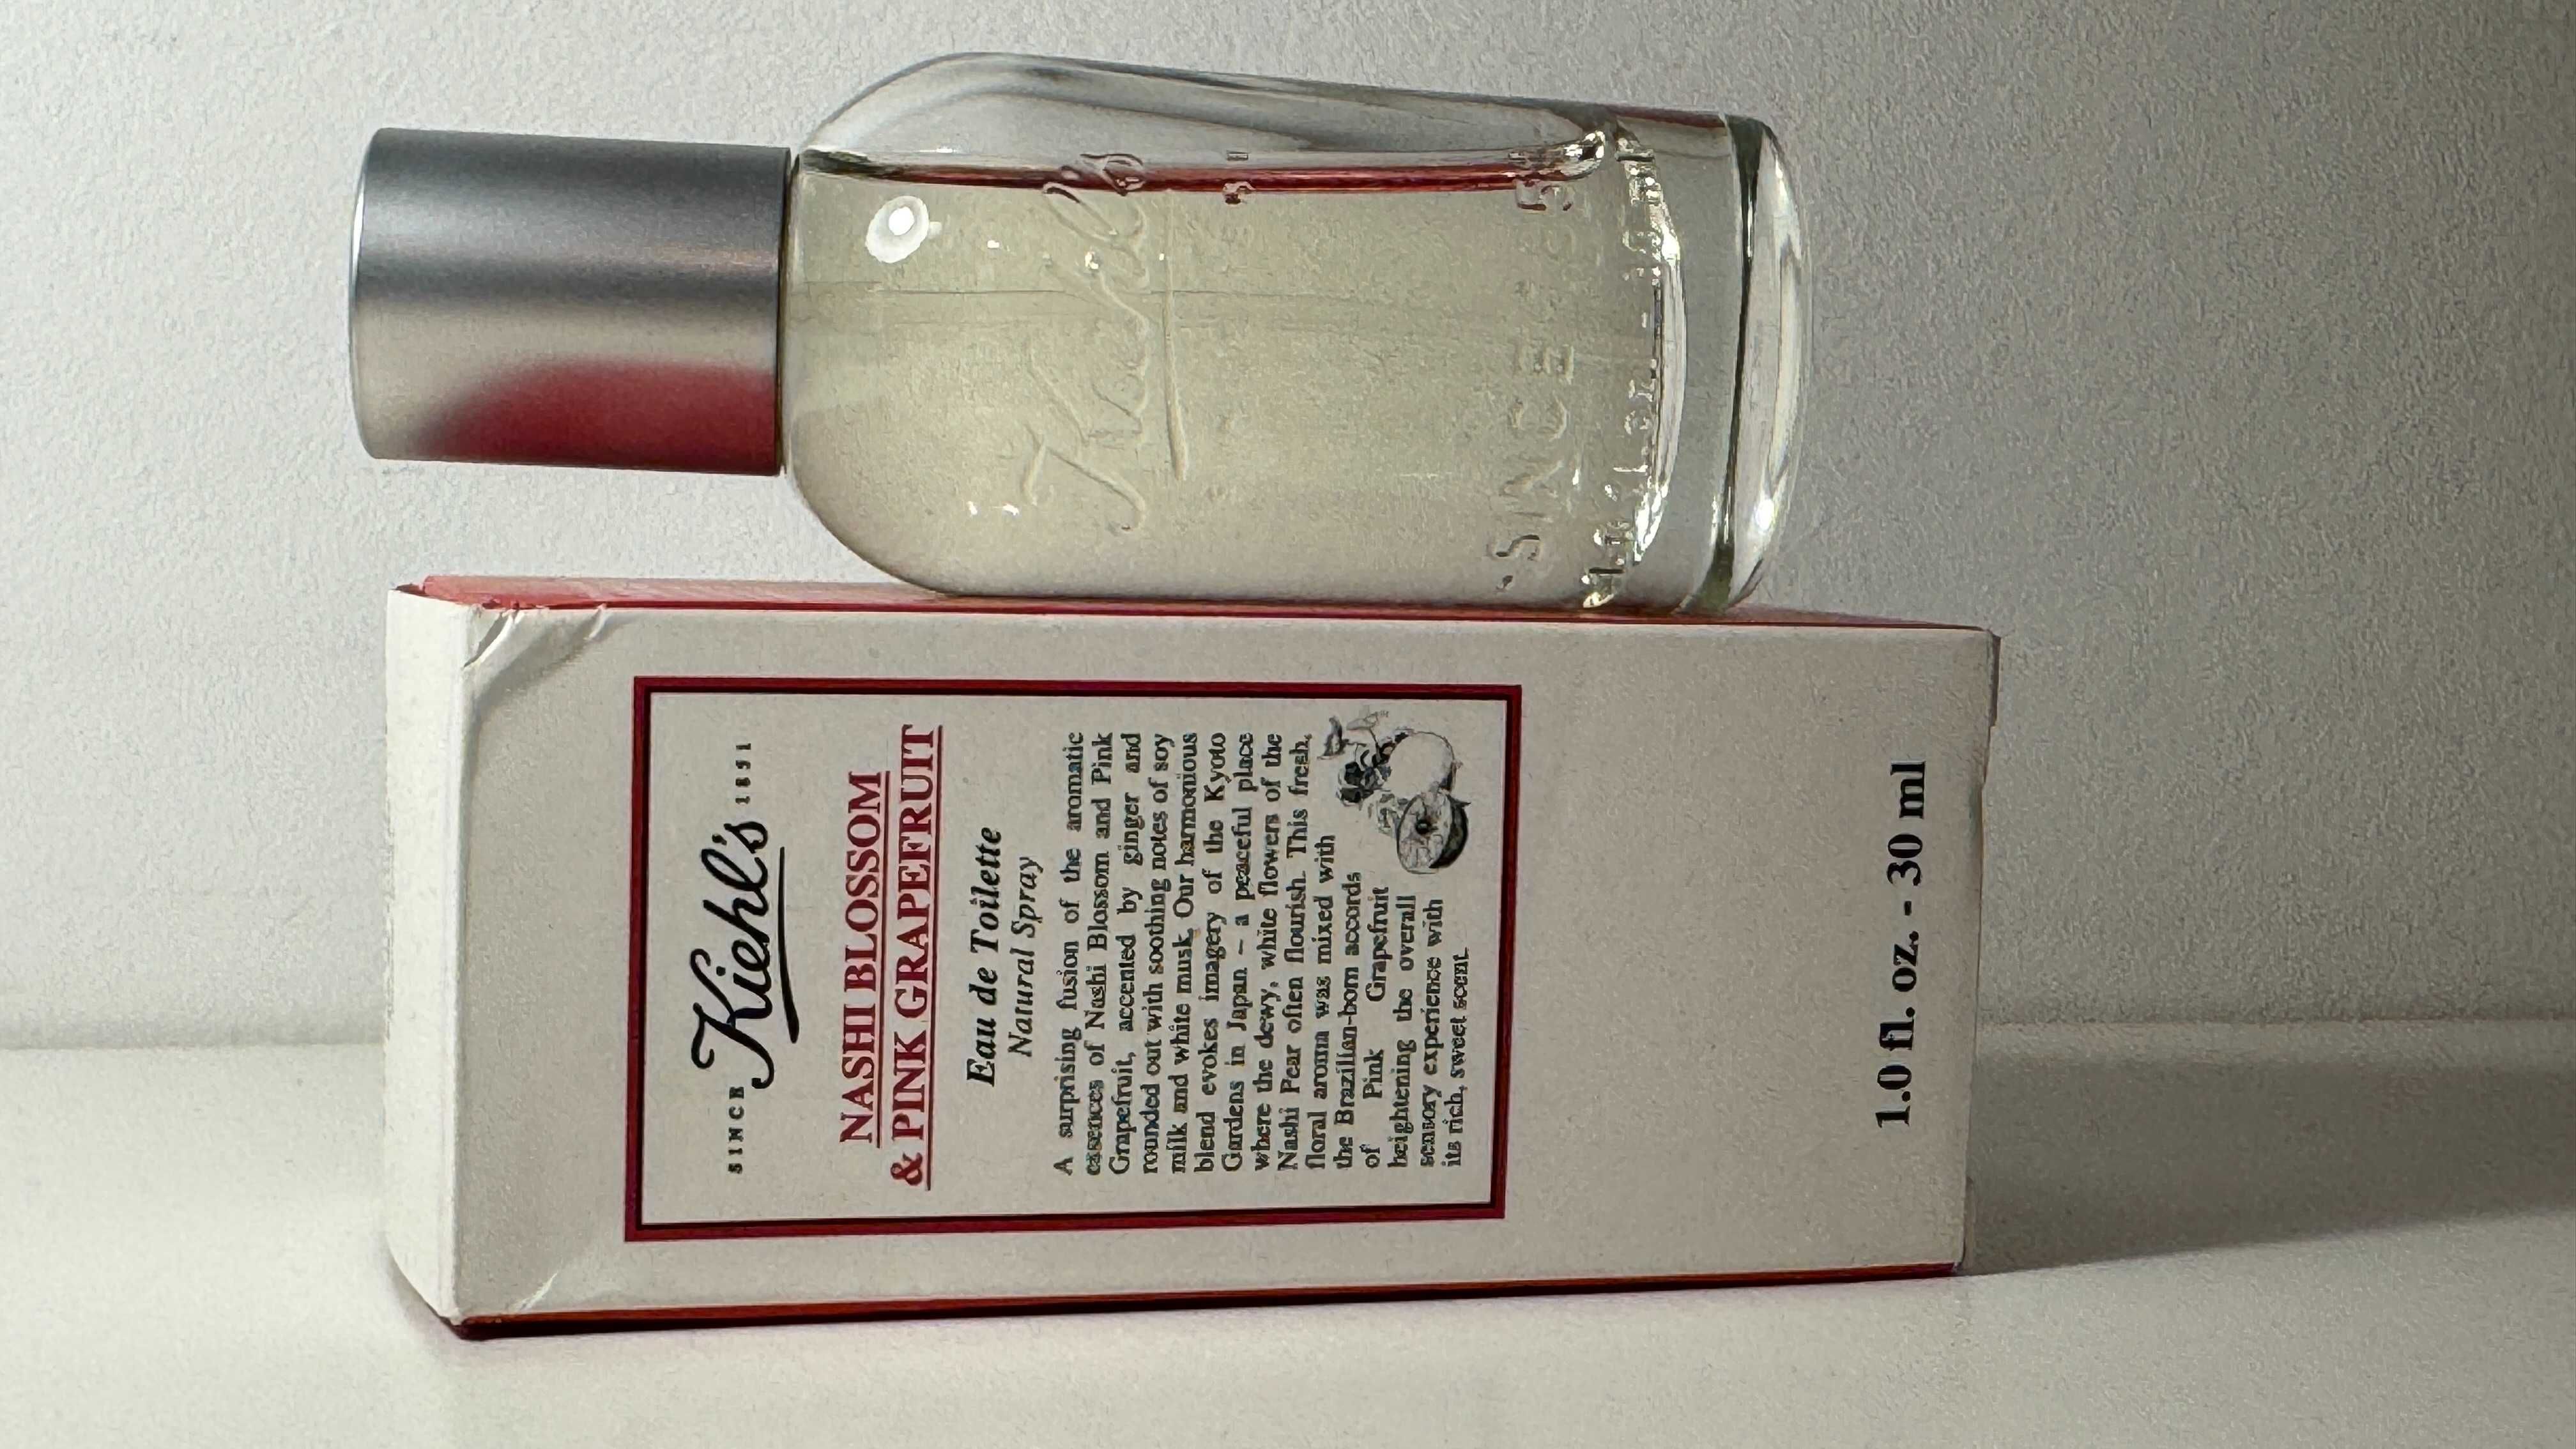 Kiehl's
SINCE 1851
SINCE Kiehl's 1851
NASHI BLOSSOM
& PINK GRAPEFRUIT
Eau de Toilette
Natural Spray
A surprising fusion of the aromatic
essences of Nashi Blossom and Pink
Grapefruit, accented by ginger and
rounded out with soothing notes of soy
milk and white musk. Our harmonious
blend evokes imagery of the Kyoto
Gardens in Japan – a peaceful place
where the dewy, white flowers of the
Nashi Pear often flourish. This fresh,
floral aroma was mixed with
the Brazilian-born accords
of Pink Grapefruit
heightening the overall
sensory experience with
its rich, sweet scent.
1.0 fl. oz. - 30 ml